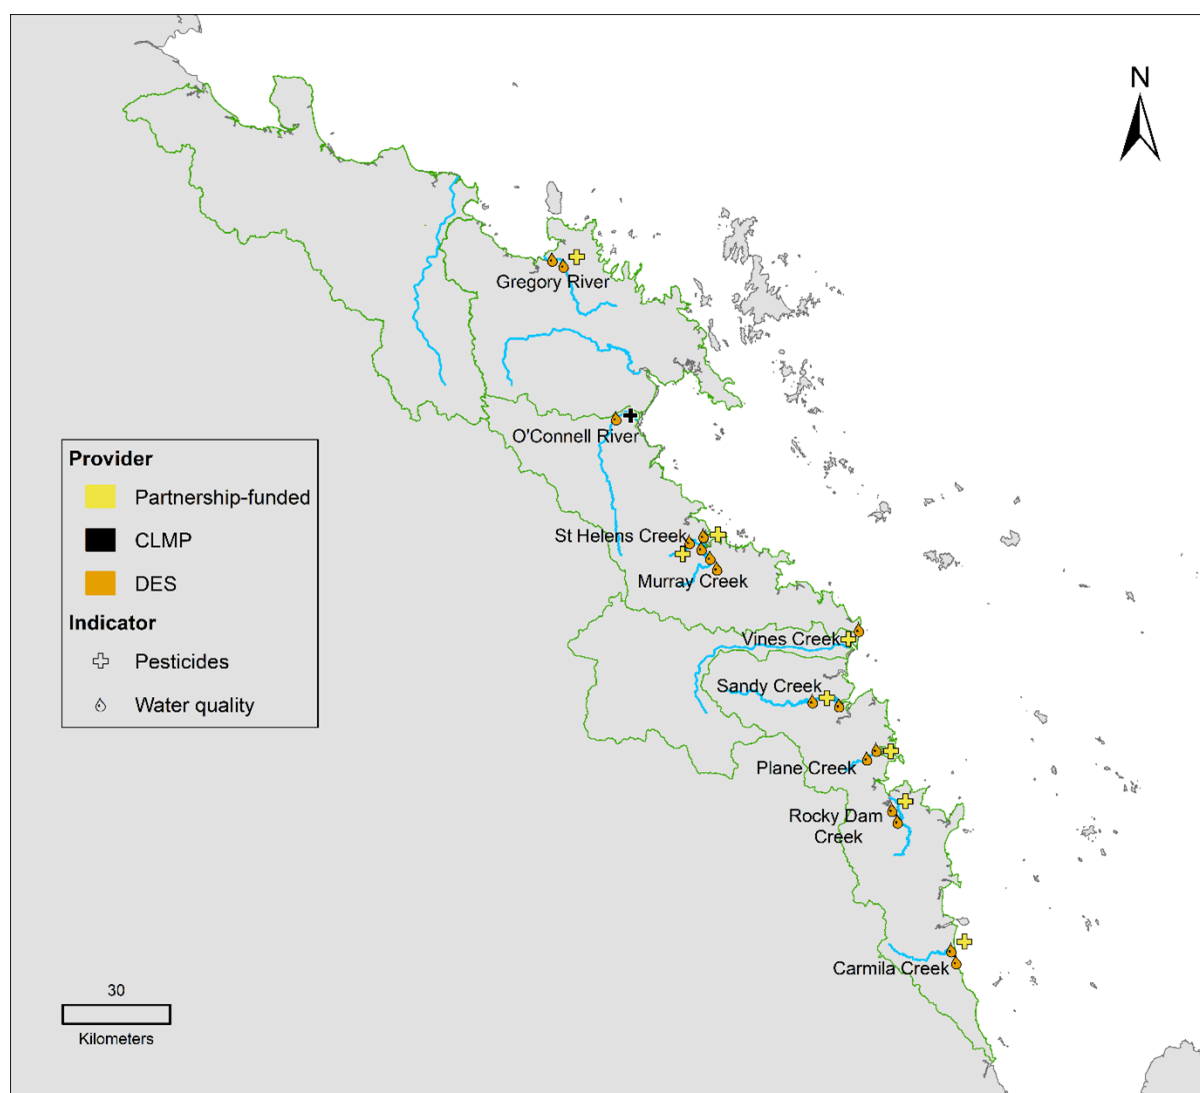 N
Gregory River
O'Connell River
Provider
Partnership-funded
CLMP
DES
Indicator
Pesticides
Water quality
St Helens Creek
Murray Creek
Vines Creek
Sandy Creek
Plane Creek
Rocky Dam
Creek
Carmila Creek
30
Kilometers